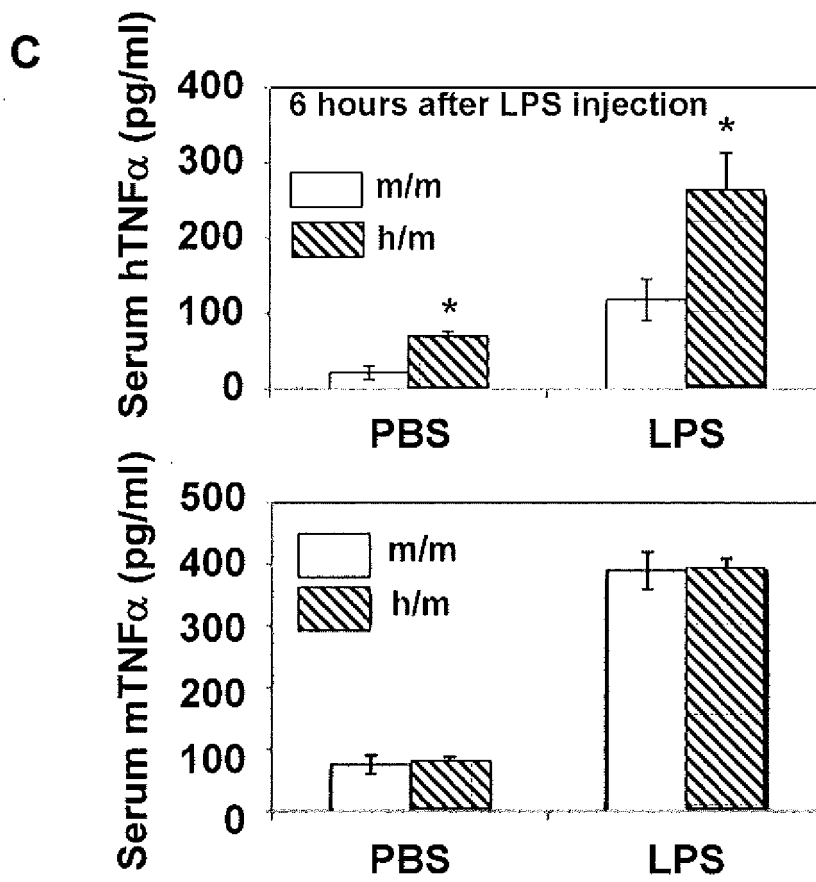 C
Serum hTNFα (pg/ml)
400
300
200
100
0
6 hours after LPS injection
m/m
h/m
*
*
PBS
LPS
Serum mTNFα (pg/ml)
500
400
300
200
100
0
m/m
h/m
PBS
LPS